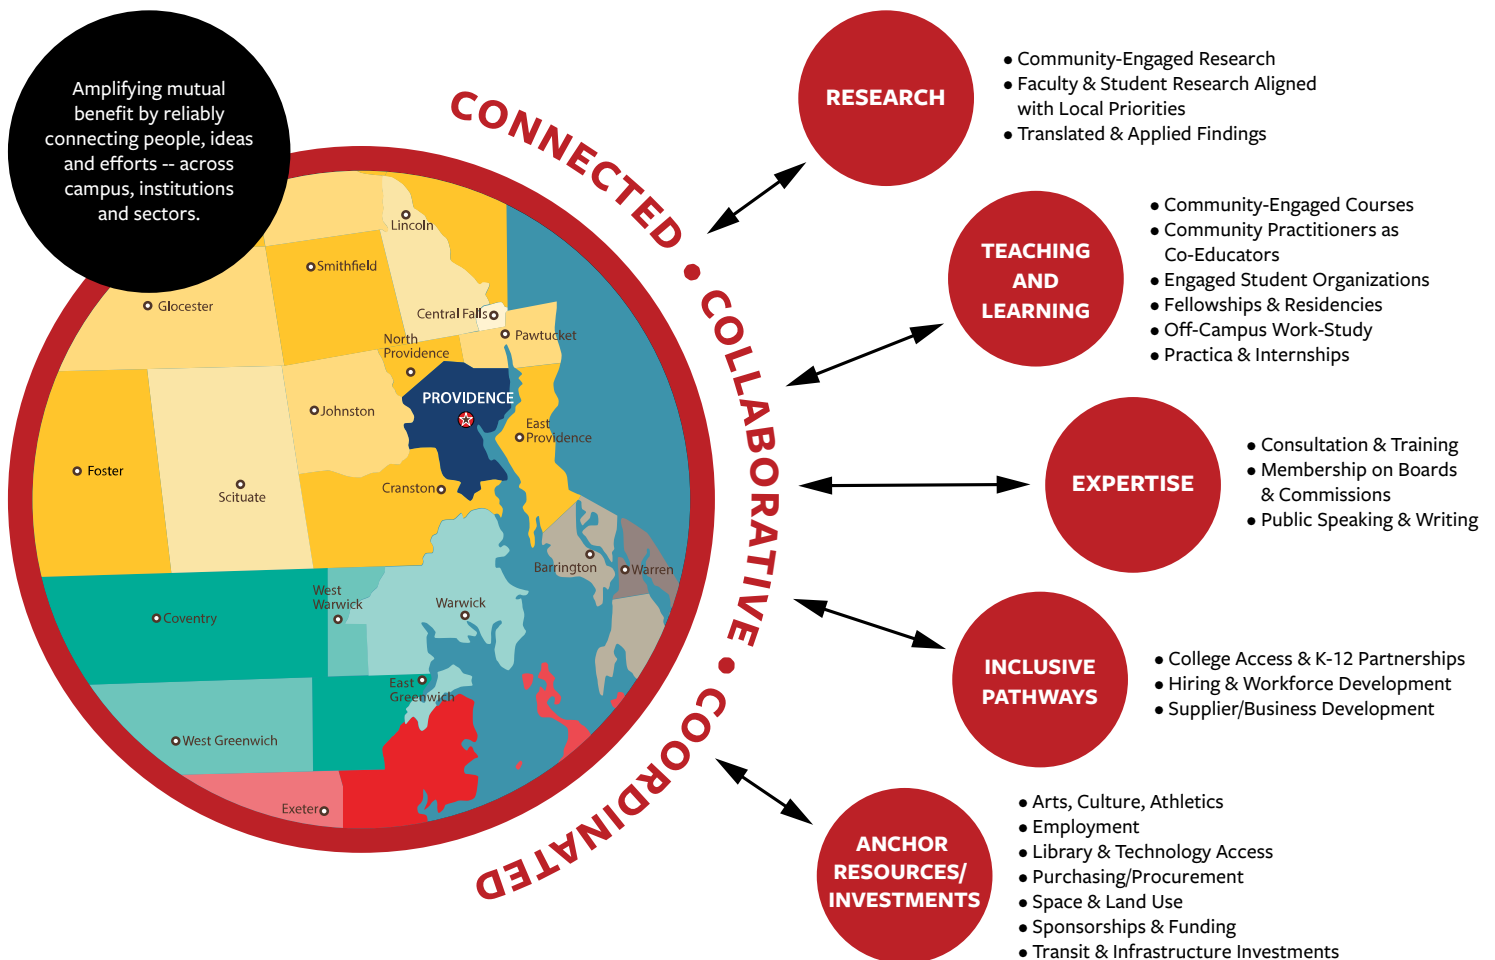 Amplifying mutual
benefit by reliably
connecting people, ideas
and efforts -- across
campus, institutions
and sectors.
CONNECTED • COLLABORATIVE • COORDINATED
Lincoln
Smithfield
Glocester
Central Falls
Pawtucket
North
Providence
PROVIDENCE
Johnston
East
Providence
Foster
Scituate
Cranston
Barrington
Warren
West
Warwick
Warwick
Coventry
East
Greenwich
West Greenwich
Exeter
RESEARCH
• Community-Engaged Research
• Faculty & Student Research Aligned
with Local Priorities
• Translated & Applied Findings
TEACHING
AND
LEARNING
• Community-Engaged Courses
• Community Practitioners as
Co-Educators
• Engaged Student Organizations
• Fellowships & Residencies
• Off-Campus Work-Study
• Practica & Internships
EXPERTISE
• Consultation & Training
• Membership on Boards
& Commissions
• Public Speaking & Writing
INCLUSIVE
PATHWAYS
• College Access & K-12 Partnerships
• Hiring & Workforce Development
• Supplier/Business Development
ANCHOR
RESOURCES/
INVESTMENTS
• Arts, Culture, Athletics
• Employment
• Library & Technology Access
• Purchasing/Procurement
• Space & Land Use
• Sponsorships & Funding
• Transit & Infrastructure Investments